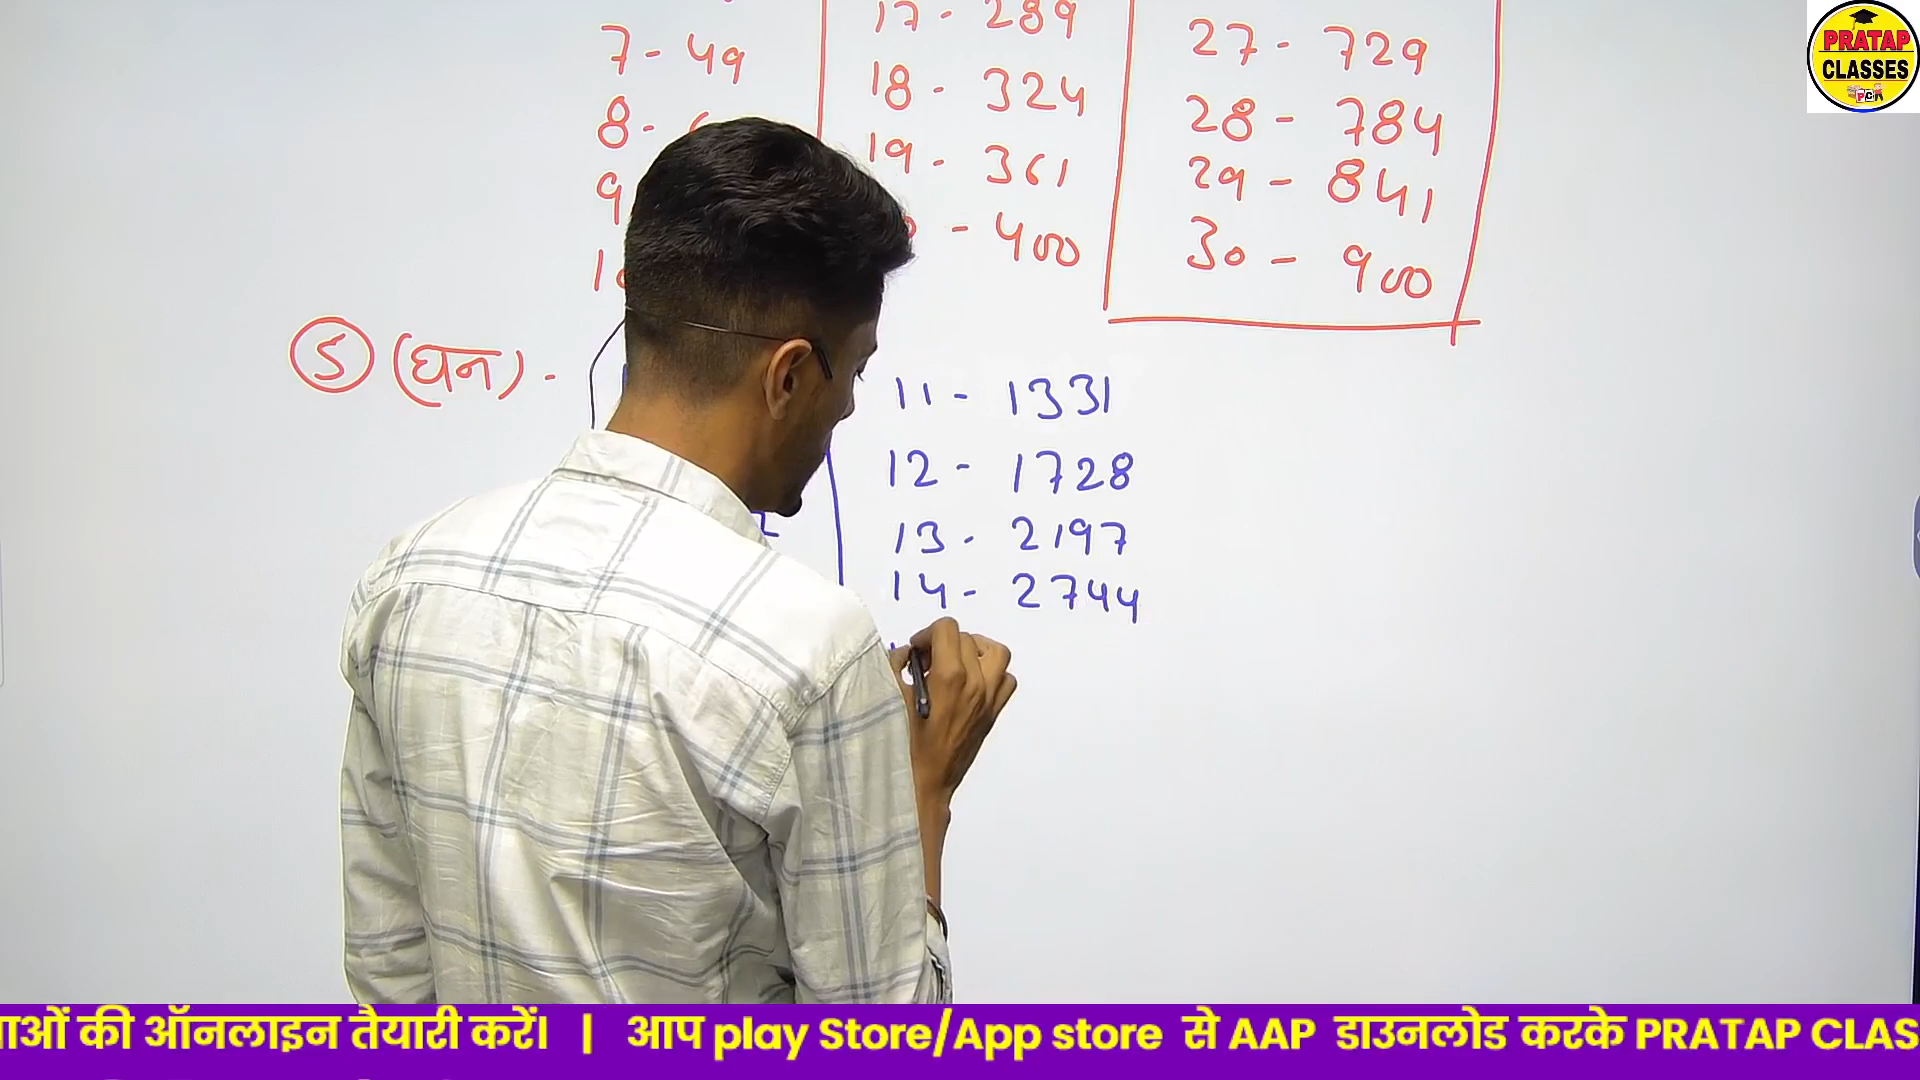 7 - 49
8 -
9
17 - 289
18 - 324
19 - 361
- 400
27 - 729
28 - 784
29 - 841
30 - 900
5 (घन) -
11 - 1331
12 - 1728
13 - 2197
14 - 2744
PRATAP
CLASSES
की ऑनलाइन तैयारी करें। | आप play Store/App store से AAP डाउनलोड करके PRATAP CLAS